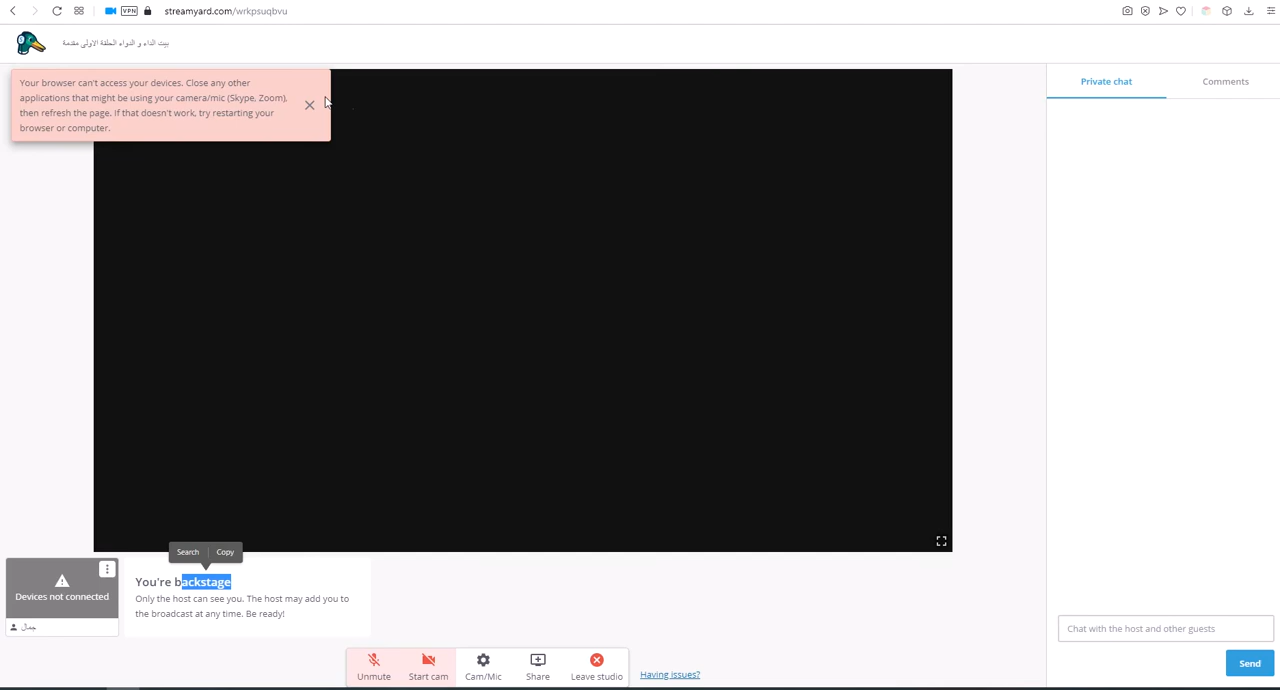 VPN
streamyard.com/wrkpsuqbvu
بيت الداء و الدواء الحلقة الاولى مقدمة
Your browser can't access your devices. Close any other
applications that might be using your camera/mic (Skype, Zoom),
then refresh the page. If that doesn't work, try restarting your
browser or computer.
Private chat
Comments
Search
Copy
Devices not connected
جمال
You're backstage
Only the host can see you. The host may add you to
the broadcast at any time. Be ready!
Unmute
Start cam
Cam/Mic
Share
Leave studio
Having issues?
Chat with the host and other guests
Send